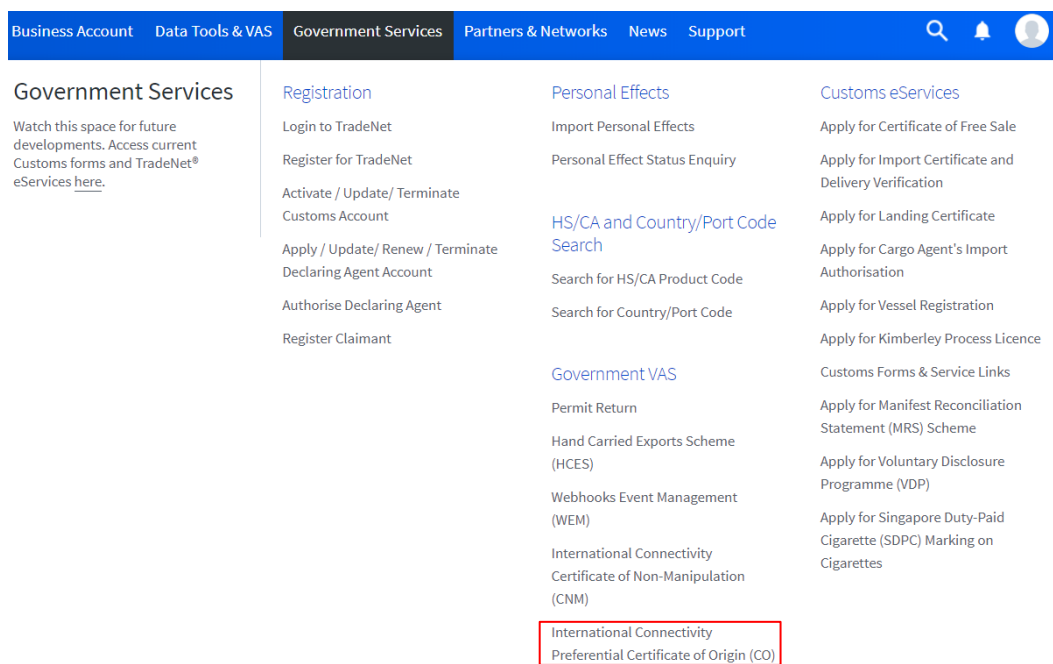 Business Account Data Tools & VAS Government Services Partners & Networks News Support
Government Services
Watch this space for future
developments. Access current
Customs forms and TradeNet®
eServices here.
Registration
Login to TradeNet
Register for TradeNet
Activate / Update/ Terminate
Customs Account
Apply / Update/ Renew / Terminate
Declaring Agent Account
Authorise Declaring Agent
Register Claimant
Personal Effects
Import Personal Effects
Personal Effect Status Enquiry
HS/CA and Country/Port Code
Search
Search for HS/CA Product Code
Search for Country/Port Code
Government VAS
Permit Return
Hand Carried Exports Scheme
(HCES)
Webhooks Event Management
(WEM)
International Connectivity
Certificate of Non-Manipulation
(CNM)
International Connectivity
Preferential Certificate of Origin (CO)
Customs eServices
Apply for Certificate of Free Sale
Apply for Import Certificate and
Delivery Verification
Apply for Landing Certificate
Apply for Cargo Agent's Import
Authorisation
Apply for Vessel Registration
Apply for Kimberley Process Licence
Customs Forms & Service Links
Apply for Manifest Reconciliation
Statement (MRS) Scheme
Apply for Voluntary Disclosure
Programme (VDP)
Apply for Singapore Duty-Paid
Cigarette (SDPC) Marking on
Cigarettes